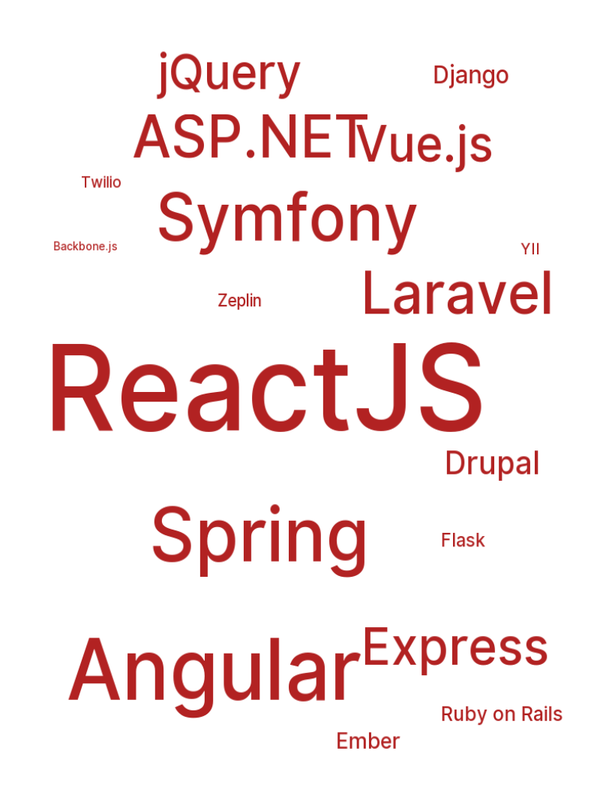 jQuery
Django
ASP.NET
Vue.js
Twilio
Symfony
Backbone.js
YII
Laravel
Zeplin
ReactJS
Drupal
Spring
Flask
Express
Angular
Ruby on Rails
Ember